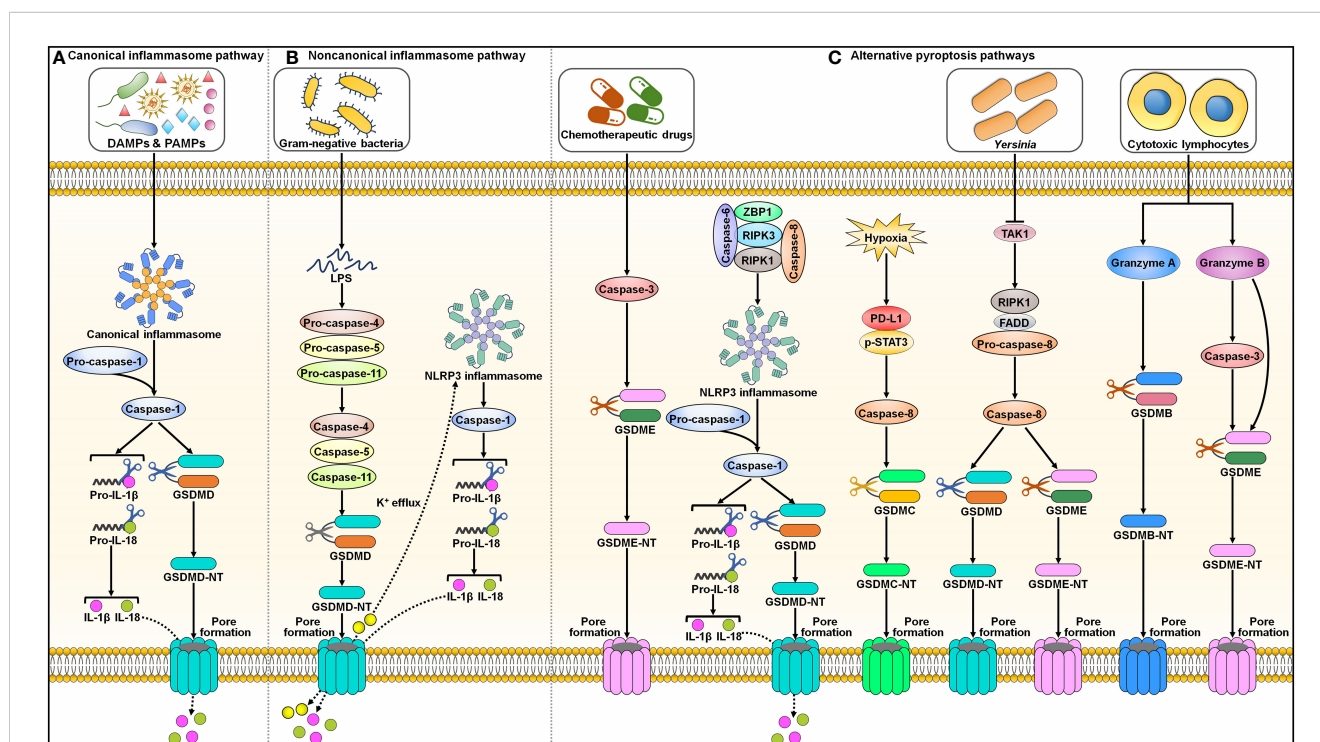 A Canonical inflammasome pathway
DAMPs & PAMPs
Canonical inflammasome
Pro-caspase-1
Caspase-1
Pro-IL-1β
GSDMD
Pro-IL-18
GSDMD-NT
IL-1β IL-18
Pore
formation
B Noncanonical inflammasome pathway
Gram-negative bacteria
LPS
Pro-caspase-4
Pro-caspase-5
Pro-caspase-11
Caspase-4
Caspase-5
Caspase-11
K+ efflux
GSDMD
GSDMD-NT
Pore
formation
NLRP3 inflammasome
Caspase-1
Pro-IL-1β
Pro-IL-18
IL-1β IL-18
C Alternative pyroptosis pathways
Chemotherapeutic drugs
Caspase-3
GSDME
GSDME-NT
Pore
formation
Caspase-6
ZBP1
RIPK3
RIPK1
Caspase-8
NLRP3 inflammasome
Pro-caspase-1
Caspase-1
Pro-IL-1β
GSDMD
Pro-IL-18
GSDMD-NT
IL-1β IL-18
Pore
formation
Hypoxia
PD-L1
p-STAT3
Caspase-8
GSDMC
GSDMC-NT
Pore
formation
Yersinia
TAK1
RIPK1
FADD
Pro-caspase-8
Caspase-8
GSDMD
GSDME
GSDMD-NT
GSDME-NT
Pore
formation
Pore
formation
Cytotoxic lymphocytes
Granzyme A
Granzyme B
GSDMB
GSDMB-NT
Pore
formation
Caspase-3
GSDME
GSDME-NT
Pore
formation